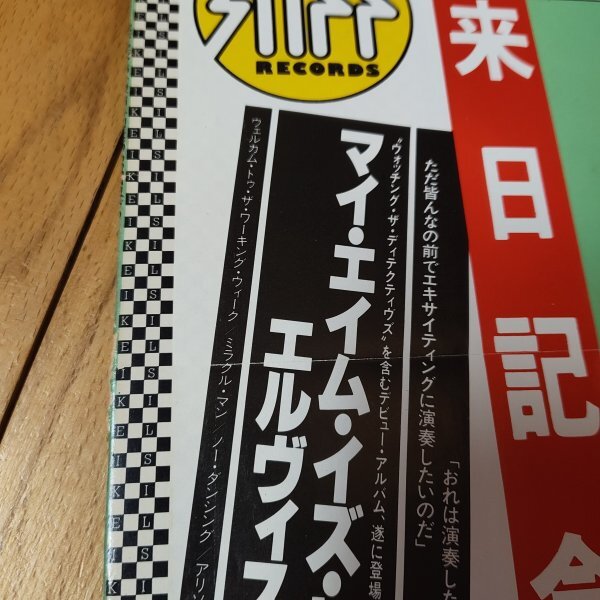 STIFF
RECORDS
来日記念
「おれは演奏した
ただ皆んなの前でエキサイティングに演奏したいのだ」
“ウォッチング・ザ・ディテクティヴズ”を含むデビュー・アルバム、遂に登場
マイ・エイム・イズ・
エルヴィス
ウェルカム・トゥ・ザ・ワーキング・ウィーク／ミラクル・マン／ノー・ダンシング／アリソ